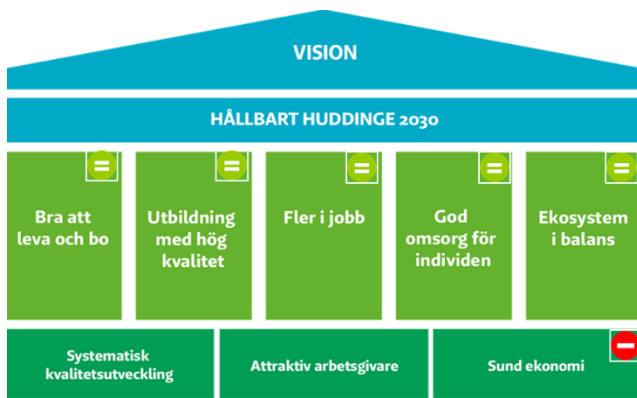 VISION
HÅLLBART HUDDINGE 2030
Bra att
leva och bo
Utbildning
med hög
kvalitet
Fler i jobb
God
omsorg för
individen
Ekosystem
i balans
Systematisk
kvalitetsutveckling
Attraktiv arbetsgivare
Sund ekonomi